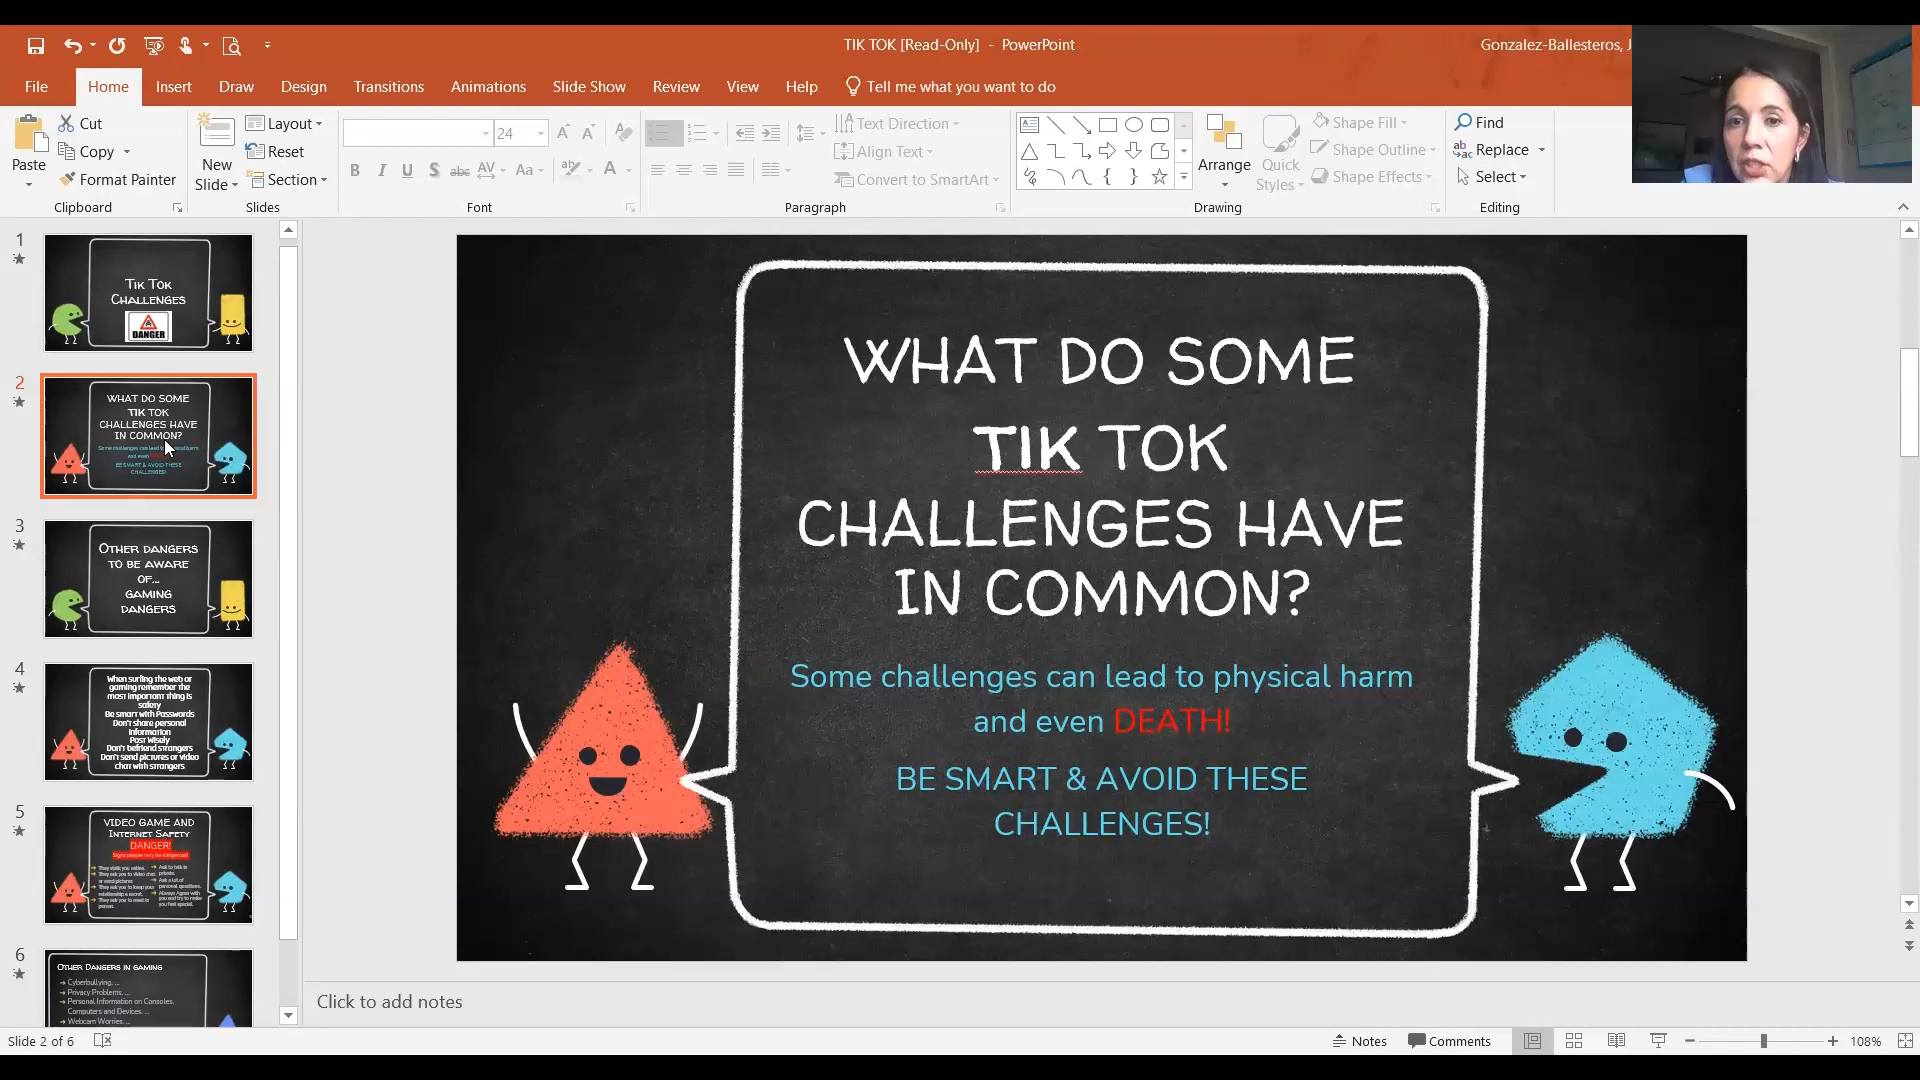 TIK TOK [Read-Only] - PowerPoint
Gonzalez-Ballesteros, J
File Home Insert Draw Design Transitions Animations Slide Show Review View Help Tell me what you want to do
Paste
Cut
Copy
Format Painter
Clipboard
New Slide
Layout
Reset
Section
Slides
24
B I U S abc AV Aa A
Font
Text Direction
Align Text
Convert to SmartArt
Paragraph
Arrange
Quick Styles
Shape Fill
Shape Outline
Shape Effects
Drawing
Find
Replace
Select
Editing
1
TIK TOK
CHALLENGES
DANGER
2
WHAT DO SOME
TIK TOK
CHALLENGES HAVE
IN COMMON?
BE SMART & AVOID THESE
CHALLENGES!
3
OTHER DANGERS
TO BE AWARE
OF...
GAMING
DANGERS
4
When surfing the web or
gaming remember the
most important thing is
safety
Be smart with Passwords
Don't share personal
information
Post Wisely
Don't befriend strangers
Don't send pictures or video
chat with strangers
5
VIDEO GAME AND
INTERNET SAFETY
DANGER!
Signs people may be dangerous
They stalk you online.
They ask you to video chat
or send pictures
They ask you to keep your
relationship a secret.
They ask you to meet in
person.
Ask to talk in
private.
Ask a lot of
personal questions.
Always Agree with
you and try to make
you feel special.
6
OTHER DANGERS IN GAMING
Cyberbullying. ...
Privacy Problems. ...
Personal Information on Consoles,
Computers and Devices. ...
Webcam Worries. ...
WHAT DO SOME
TIK TOK
CHALLENGES HAVE
IN COMMON?
Some challenges can lead to physical harm
and even DEATH!
BE SMART & AVOID THESE
CHALLENGES!
Click to add notes
Slide 2 of 6
Notes
Comments
108%